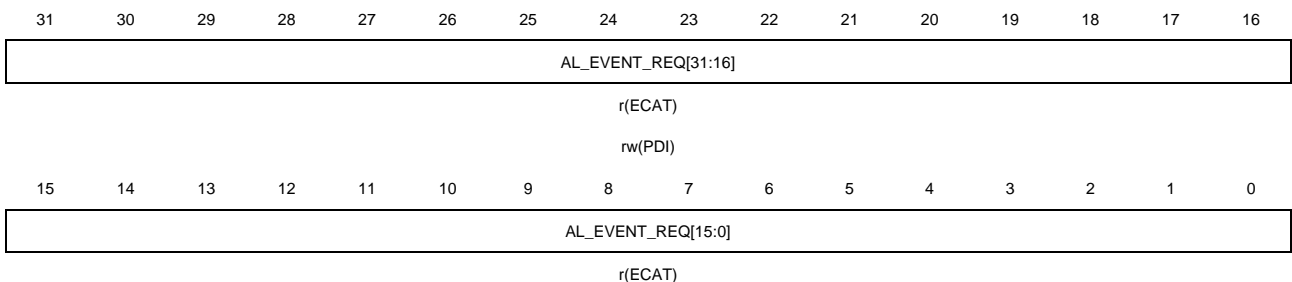 31 30 29 28 27 26 25 24 23 22 21 20 19 18 17 16
AL_EVENT_REQ[31:16]
r(ECAT)
rw(PDI)
15 14 13 12 11 10 9 8 7 6 5 4 3 2 1 0
AL_EVENT_REQ[15:0]
r(ECAT)